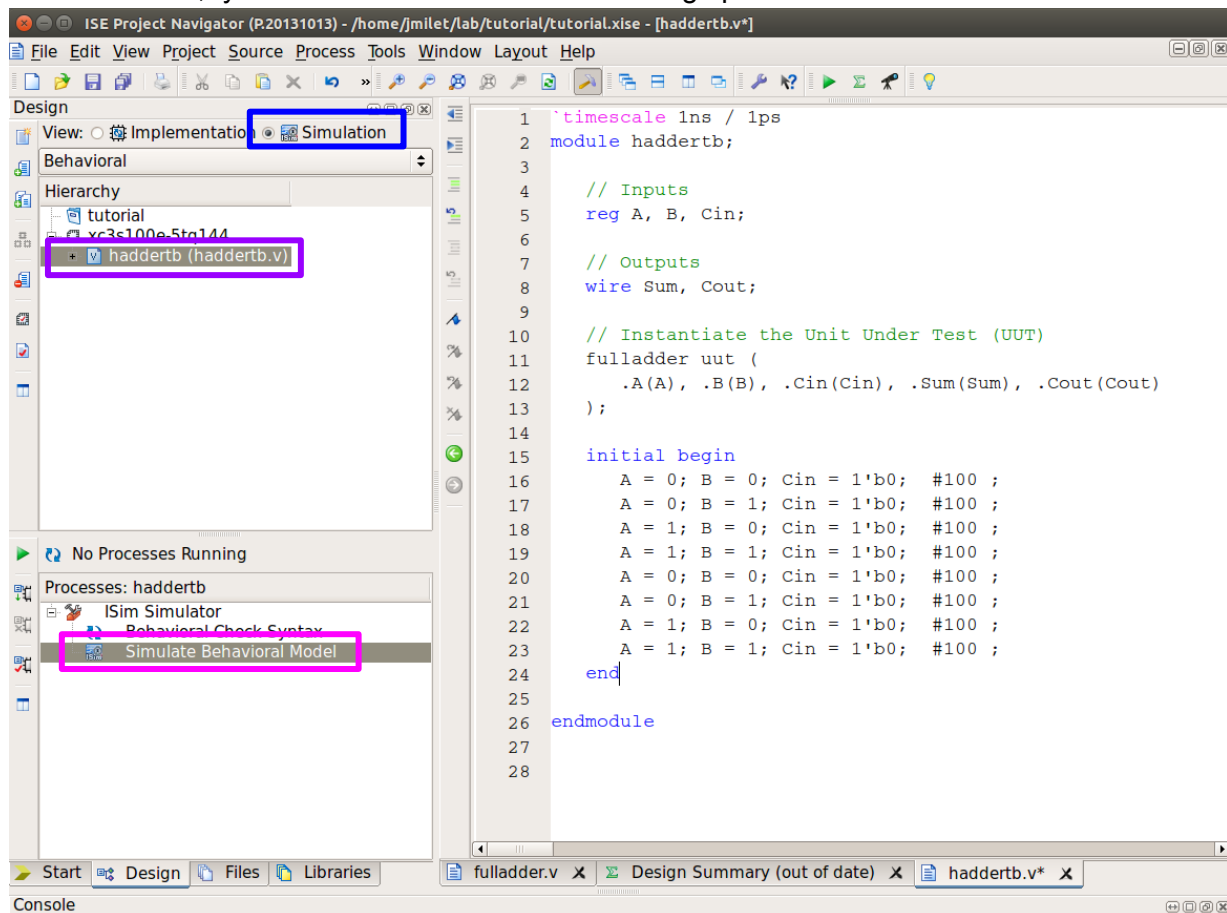 ISE Project Navigator (P.20131013) - /home/jmilet/lab/tutorial/tutorial.xise - [haddertb.v*]
File Edit View Project Source Process Tools Window Layout Help
Design
View: Implementation Simulation
Behavioral
Hierarchy
tutorial
xc3s100e-5tq144
haddertb (haddertb.v)
No Processes Running
Processes: haddertb
ISim Simulator
Behavioral Check Syntax
Simulate Behavioral Model
1 `timescale 1ns / 1ps
2 module haddertb;
3
4 // Inputs
5 reg A, B, Cin;
6
7 // Outputs
8 wire Sum, Cout;
9
10 // Instantiate the Unit Under Test (UUT)
11 fulladder uut (
12 .A(A), .B(B), .Cin(Cin), .Sum(Sum), .Cout(Cout)
13 );
14
15 initial begin
16 A = 0; B = 0; Cin = 1'b0; #100 ;
17 A = 0; B = 1; Cin = 1'b0; #100 ;
18 A = 1; B = 0; Cin = 1'b0; #100 ;
19 A = 1; B = 1; Cin = 1'b0; #100 ;
20 A = 0; B = 0; Cin = 1'b0; #100 ;
21 A = 0; B = 1; Cin = 1'b0; #100 ;
22 A = 1; B = 0; Cin = 1'b0; #100 ;
23 A = 1; B = 1; Cin = 1'b0; #100 ;
24 end
25
26 endmodule
27
28
Start Design Files Libraries
fulladder.v Design Summary (out of date) haddertb.v*
Console